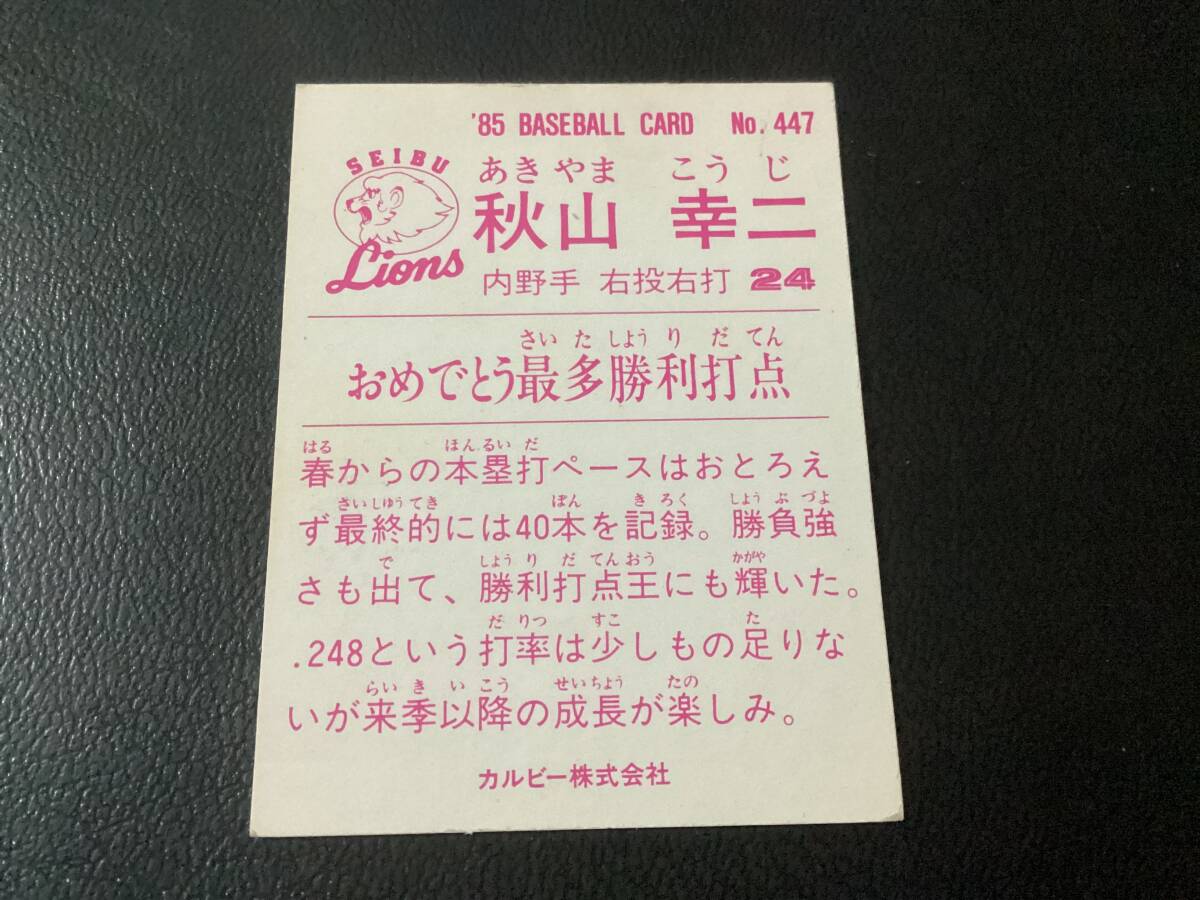 '85 BASEBALL CARD No. 447
SEIBU
Lions
あきやま こうじ
秋山 幸二
内野手 右投右打 24
さいたしようりだてん
おめでとう最多勝利打点
はる ほんるいだ
春からの本塁打ペースはおとろえ
さいしゆうてき ぽん きろく しようぶづよ
ず最終的には40本を記録。勝負強
で しようりだてんおう かがや
さも出て、勝利打点王にも輝いた。
だりつ すこ た
.248という打率は少しもの足りな
らいきいこう せいちよう たの
いが来季以降の成長が楽しみ。
カルビー株式会社